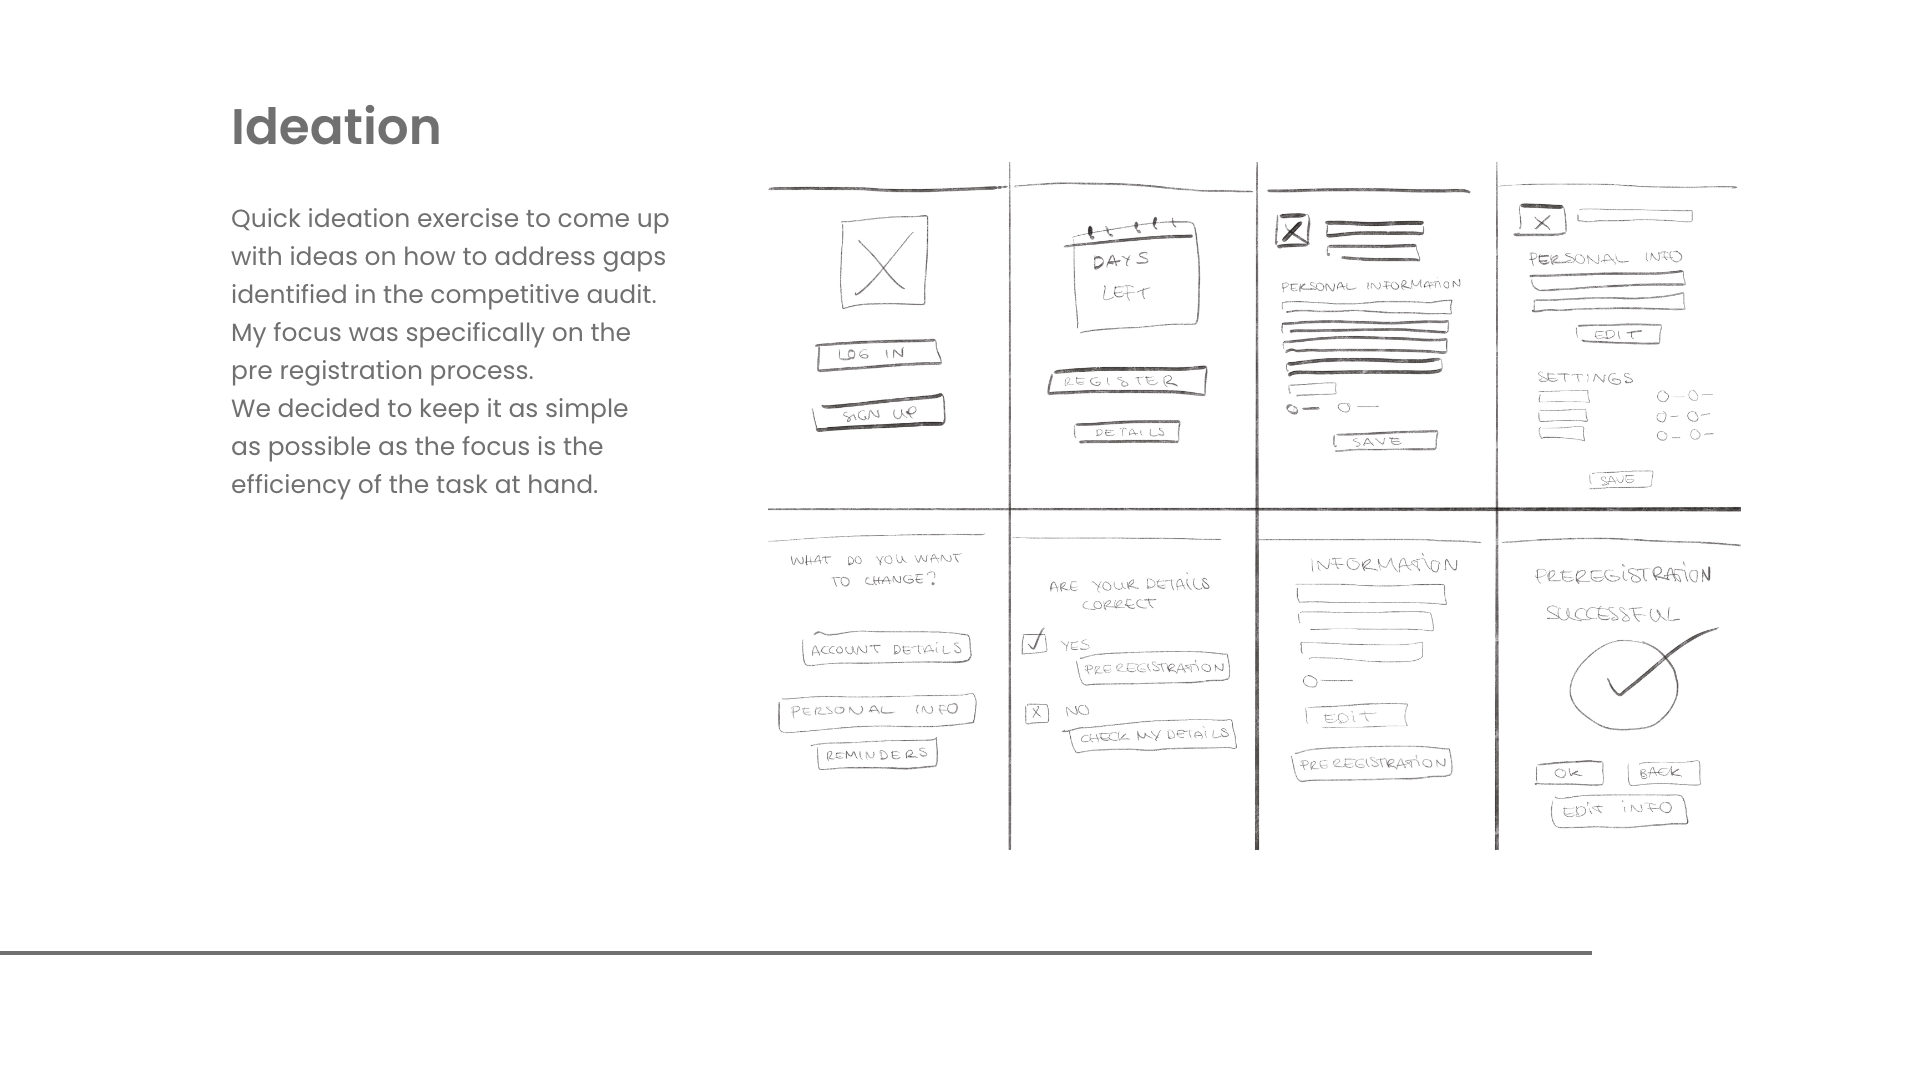 Ideation
Quick ideation exercise to come up
with ideas on how to address gaps
identified in the competitive audit.
My focus was specifically on the
pre registration process.
We decided to keep it as simple
as possible as the focus is the
efficiency of the task at hand.
LOG IN
SIGN UP
DAYS
LEFT
REGISTER
DETAILS
PERSONAL INFORMATION
SAVE
PERSONAL INFO
EDIT
SETTINGS
SAVE
WHAT DO YOU WANT
TO CHANGE?
ACCOUNT DETAILS
PERSONAL INFO
REMINDERS
ARE YOUR DETAILS
CORRECT
YES
PREREGISTRATION
NO
CHECK MY DETAILS
INFORMATION
EDIT
PREREGISTRATION
PREREGISTRATION
SUCCESSFUL
OK
BACK
EDIT INFO